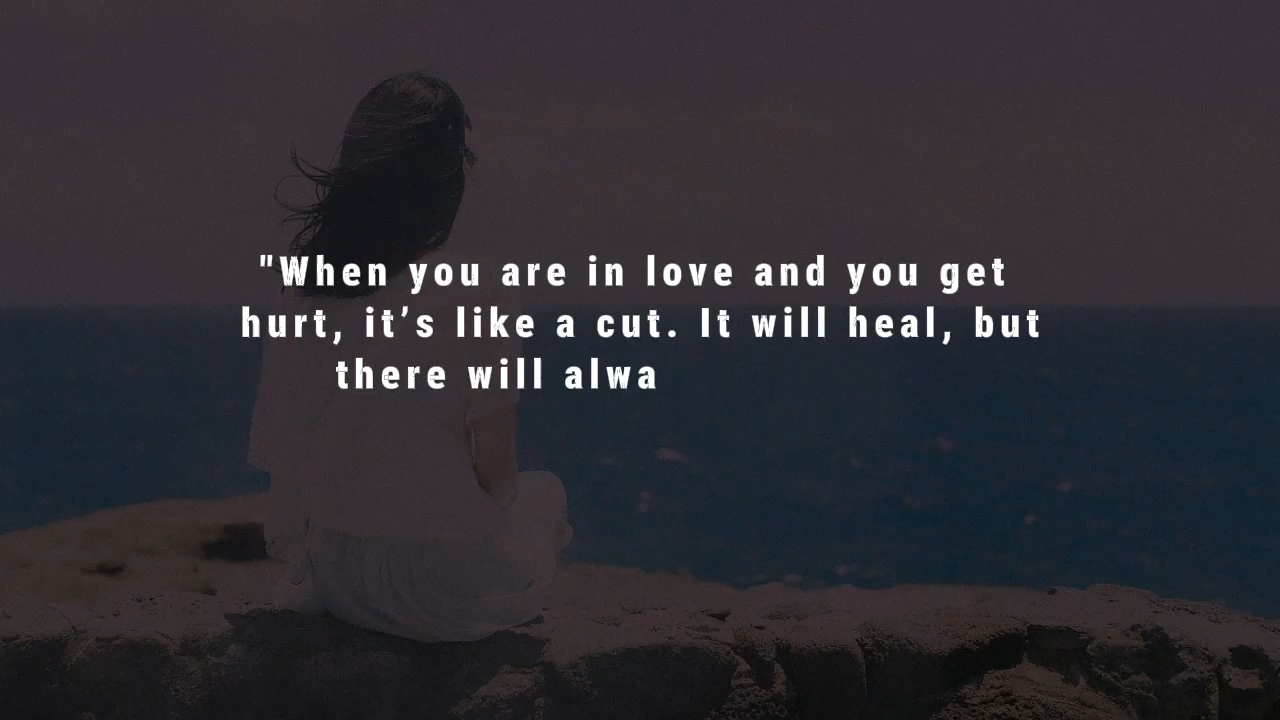 "When you are in love and you get
hurt, it’s like a cut. It will heal, but
there will alwa